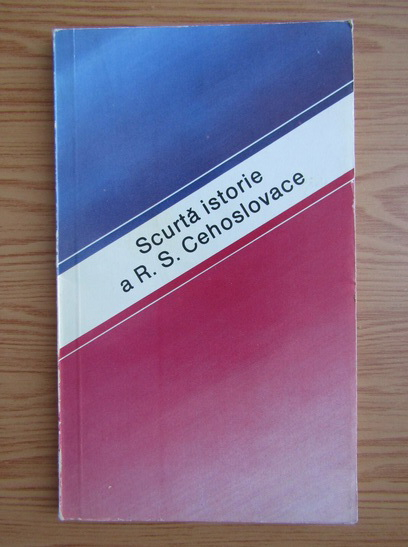 Scurtă istorie
a R. S. Cehoslovace